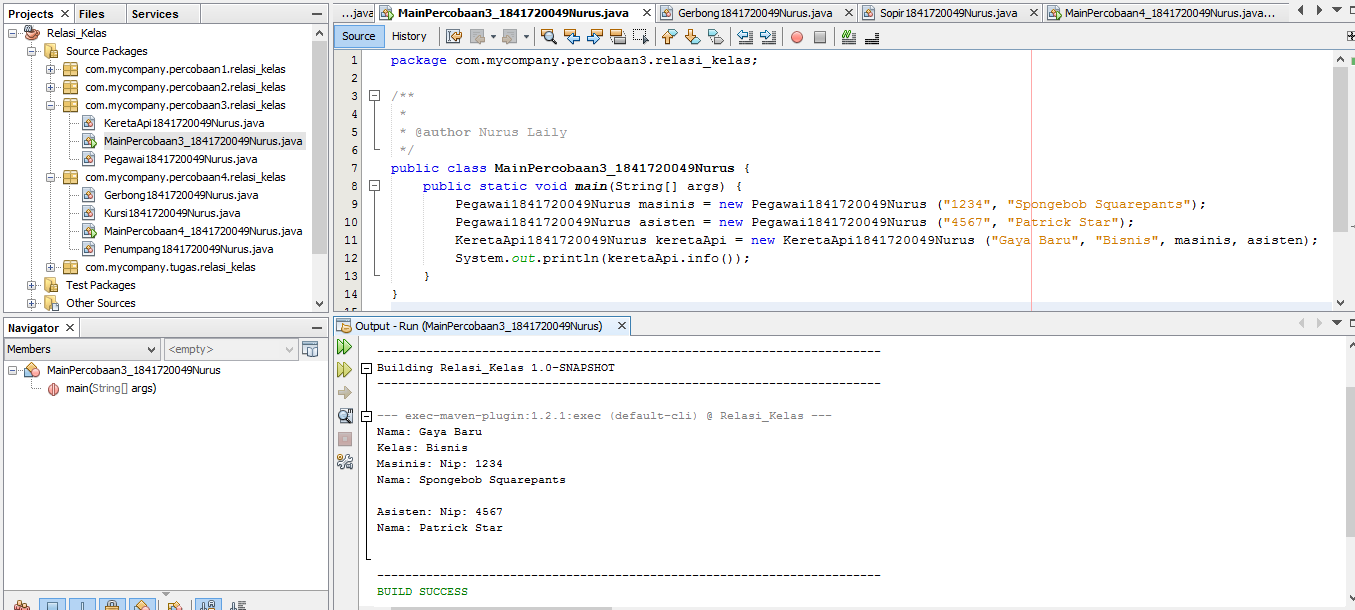 Projects
Files
Services
Relasi_Kelas
Source Packages
com.mycompany.percobaan1.relasi_kelas
com.mycompany.percobaan2.relasi_kelas
com.mycompany.percobaan3.relasi_kelas
KeretaApi1841720049Nurus.java
MainPercobaan3_1841720049Nurus.java
Pegawai1841720049Nurus.java
com.mycompany.percobaan4.relasi_kelas
Gerbong1841720049Nurus.java
Kursi1841720049Nurus.java
MainPercobaan4_1841720049Nurus.java
Penumpang1841720049Nurus.java
com.mycompany.tugas.relasi_kelas
Test Packages
Other Sources
Navigator
Members
<empty>
MainPercobaan3_1841720049Nurus
main(String[] args)
...java
MainPercobaan3_1841720049Nurus.java
Gerbong1841720049Nurus.java
Sopir1841720049Nurus.java
MainPercobaan4_1841720049Nurus.java...
Source
History
1 package com.mycompany.percobaan3.relasi_kelas;
2
3 /**
4 *
5 * @author Nurus Laily
6 */
7 public class MainPercobaan3_1841720049Nurus {
8 public static void main(String[] args) {
9 Pegawai1841720049Nurus masinis = new Pegawai1841720049Nurus ("1234", "Spongebob Squarepants");
10 Pegawai1841720049Nurus asisten = new Pegawai1841720049Nurus ("4567", "Patrick Star");
11 KeretaApi1841720049Nurus keretaApi = new KeretaApi1841720049Nurus ("Gaya Baru", "Bisnis", masinis, asisten);
12 System.out.println(keretaApi.info());
13 }
14 }
15
Output - Run (MainPercobaan3_1841720049Nurus)
------------------------------------------------------------------------
Building Relasi_Kelas 1.0-SNAPSHOT
------------------------------------------------------------------------
--- exec-maven-plugin:1.2.1:exec (default-cli) @ Relasi_Kelas ---
Nama: Gaya Baru
Kelas: Bisnis
Masinis: Nip: 1234
Nama: Spongebob Squarepants
Asisten: Nip: 4567
Nama: Patrick Star
------------------------------------------------------------------------
BUILD SUCCESS